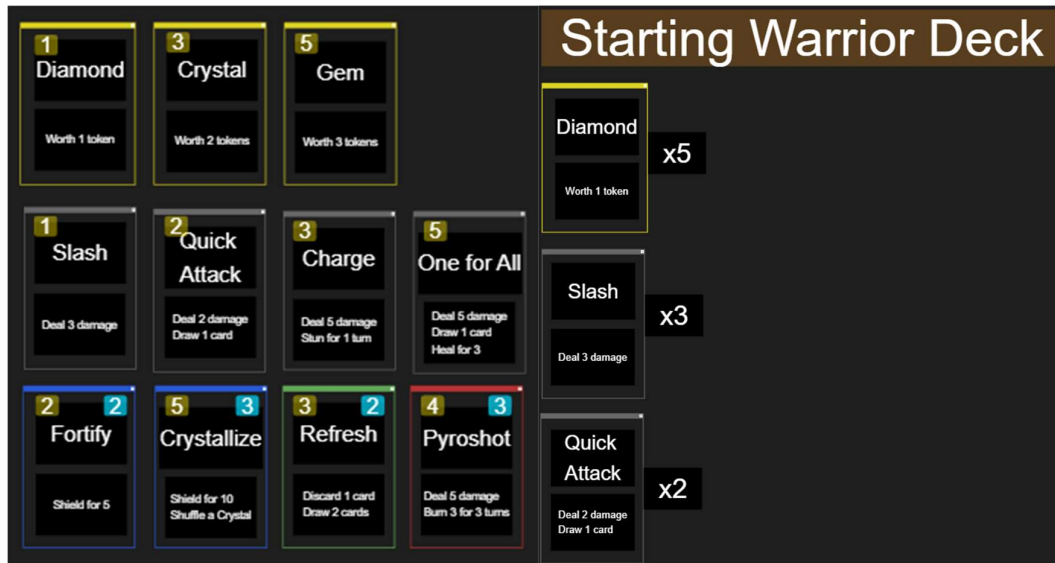 1
Diamond
Worth 1 token
3
Crystal
Worth 2 tokens
5
Gem
Worth 3 tokens
1
Slash
Deal 3 damage
2
Quick
Attack
Deal 2 damage
Draw 1 card
3
Charge
Deal 5 damage
Stun for 1 turn
5
One for All
Deal 5 damage
Draw 1 card
Heal for 3
2
2
Fortify
Shield for 5
5
3
Crystallize
Shield for 10
Shuffle a Crystal
3
2
Refresh
Discard 1 card
Draw 2 cards
4
3
Pyroshot
Deal 5 damage
Burn 3 for 3 turns
Starting Warrior Deck
Diamond
Worth 1 token
x5
Slash
Deal 3 damage
x3
Quick
Attack
Deal 2 damage
Draw 1 card
x2